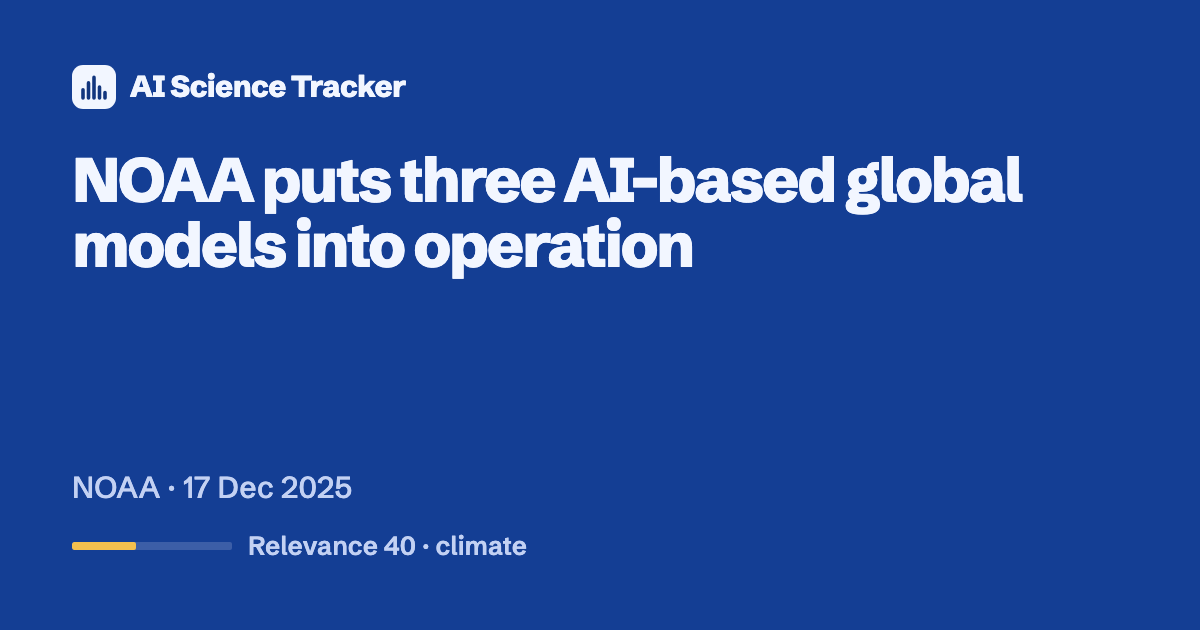 AI Science Tracker
NOAA puts three AI-based global
models into operation
NOAA · 17 Dec 2025
Relevance 40 · climate